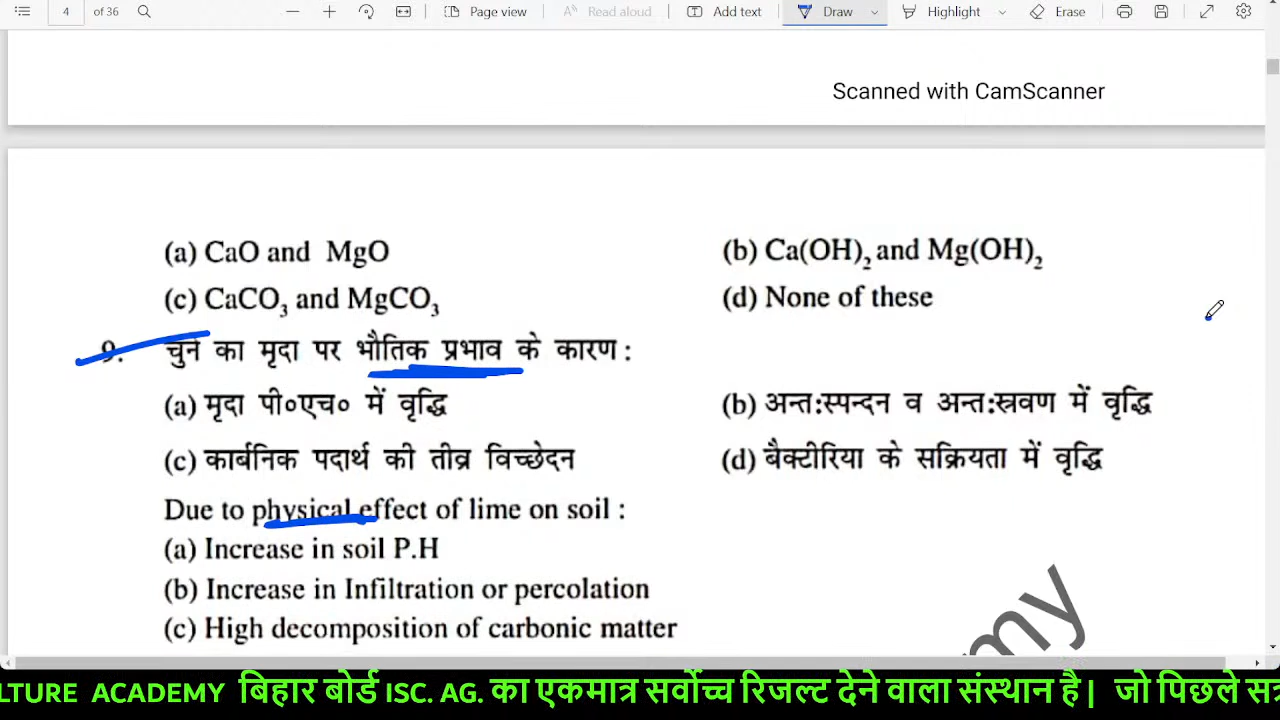 4 of 36 Page view Read aloud Add text Draw Highlight Erase
Scanned with CamScanner
(a) CaO and MgO (b) Ca(OH)₂ and Mg(OH)₂
(c) CaCO₃ and MgCO₃ (d) None of these
9. चुने का मृदा पर भौतिक प्रभाव के कारण :
(a) मृदा पी०एच० में वृद्धि (b) अन्त:स्पन्दन व अन्त:स्त्रवण में वृद्धि
(c) कार्बनिक पदार्थ की तीव्र विच्छेदन (d) बैक्टीरिया के सक्रियता में वृद्धि
Due to physical effect of lime on soil :
(a) Increase in soil P.H
(b) Increase in Infiltration or percolation
(c) High decomposition of carbonic matter
my
LTURE ACADEMY बिहार बोर्ड ISC. AG. का एकमात्र सर्वोच्च रिजल्ट देने वाला संस्थान है| जो पिछले सत्र